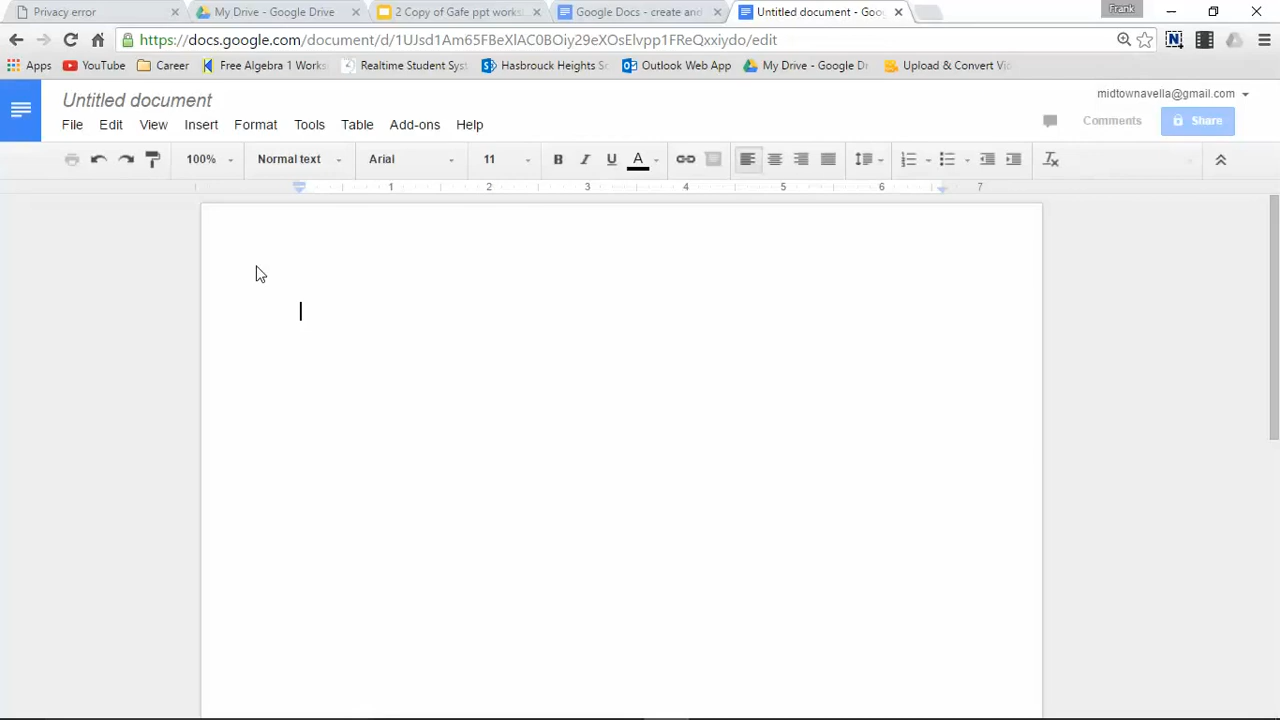 Privacy error
My Drive - Google Drive
2 Copy of Gafe ppt works
Google Docs - create and
Untitled document - Goo
Frank
https://docs.google.com/document/d/1UJsd1Am65FBeXlAC0BQiy29eXOsElvpp1FReQxxiydo/edit
Apps
YouTube
Career
Free Algebra 1 Works
Realtime Student Syst
Hasbrouck Heights Sc
Outlook Web App
My Drive - Google Dr
Upload & Convert Vid
Untitled document
midtownavella@gmail.com
File Edit View Insert Format Tools Table Add-ons Help
Comments
Share
100% Normal text Arial 11 B I U A
1 2 3 4 5 6 7